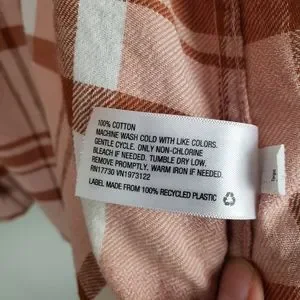 100% COTTON
MACHINE WASH COLD WITH LIKE COLORS.
GENTLE CYCLE. ONLY NON-CHLORINE
BLEACH IF NEEDED. TUMBLE DRY LOW.
REMOVE PROMPTLY. WARM IRON IF NEEDED.
RN17730 VN1973122
LABEL MADE FROM 100% RECYCLED PLASTIC